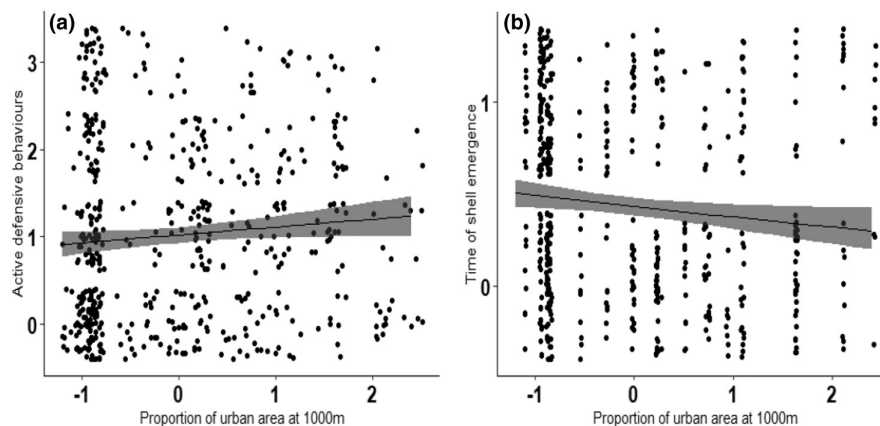 (a)
3
2
1
0
Active defensive behaviours
-1 0 1 2
Proportion of urban area at 1000m
(b)
1
0
Time of shell emergence
-1 0 1 2
Proportion of urban area at 1000m